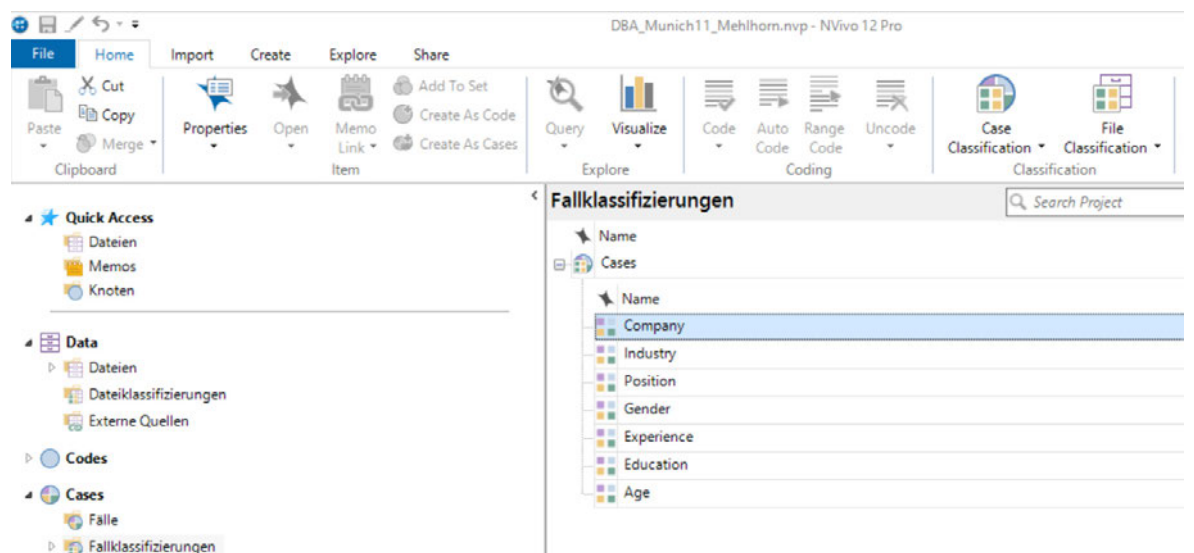 DBA_Munich11_Mehlhorn.nvp - NVivo 12 Pro
File Home Import Create Explore Share
Paste
Cut
Copy
Merge
Clipboard
Properties
Open
Memo Link
Add To Set
Create As Code
Create As Cases
Item
Query
Visualize
Explore
Code
Auto Code
Range Code
Uncode
Coding
Case Classification
File Classification
Classification
Quick Access
Dateien
Memos
Knoten
Data
Dateien
Dateiklassifizierungen
Externe Quellen
Codes
Cases
Fälle
Fallklassifizierungen
Fallklassifizierungen
Search Project
Name
Cases
Name
Company
Industry
Position
Gender
Experience
Education
Age